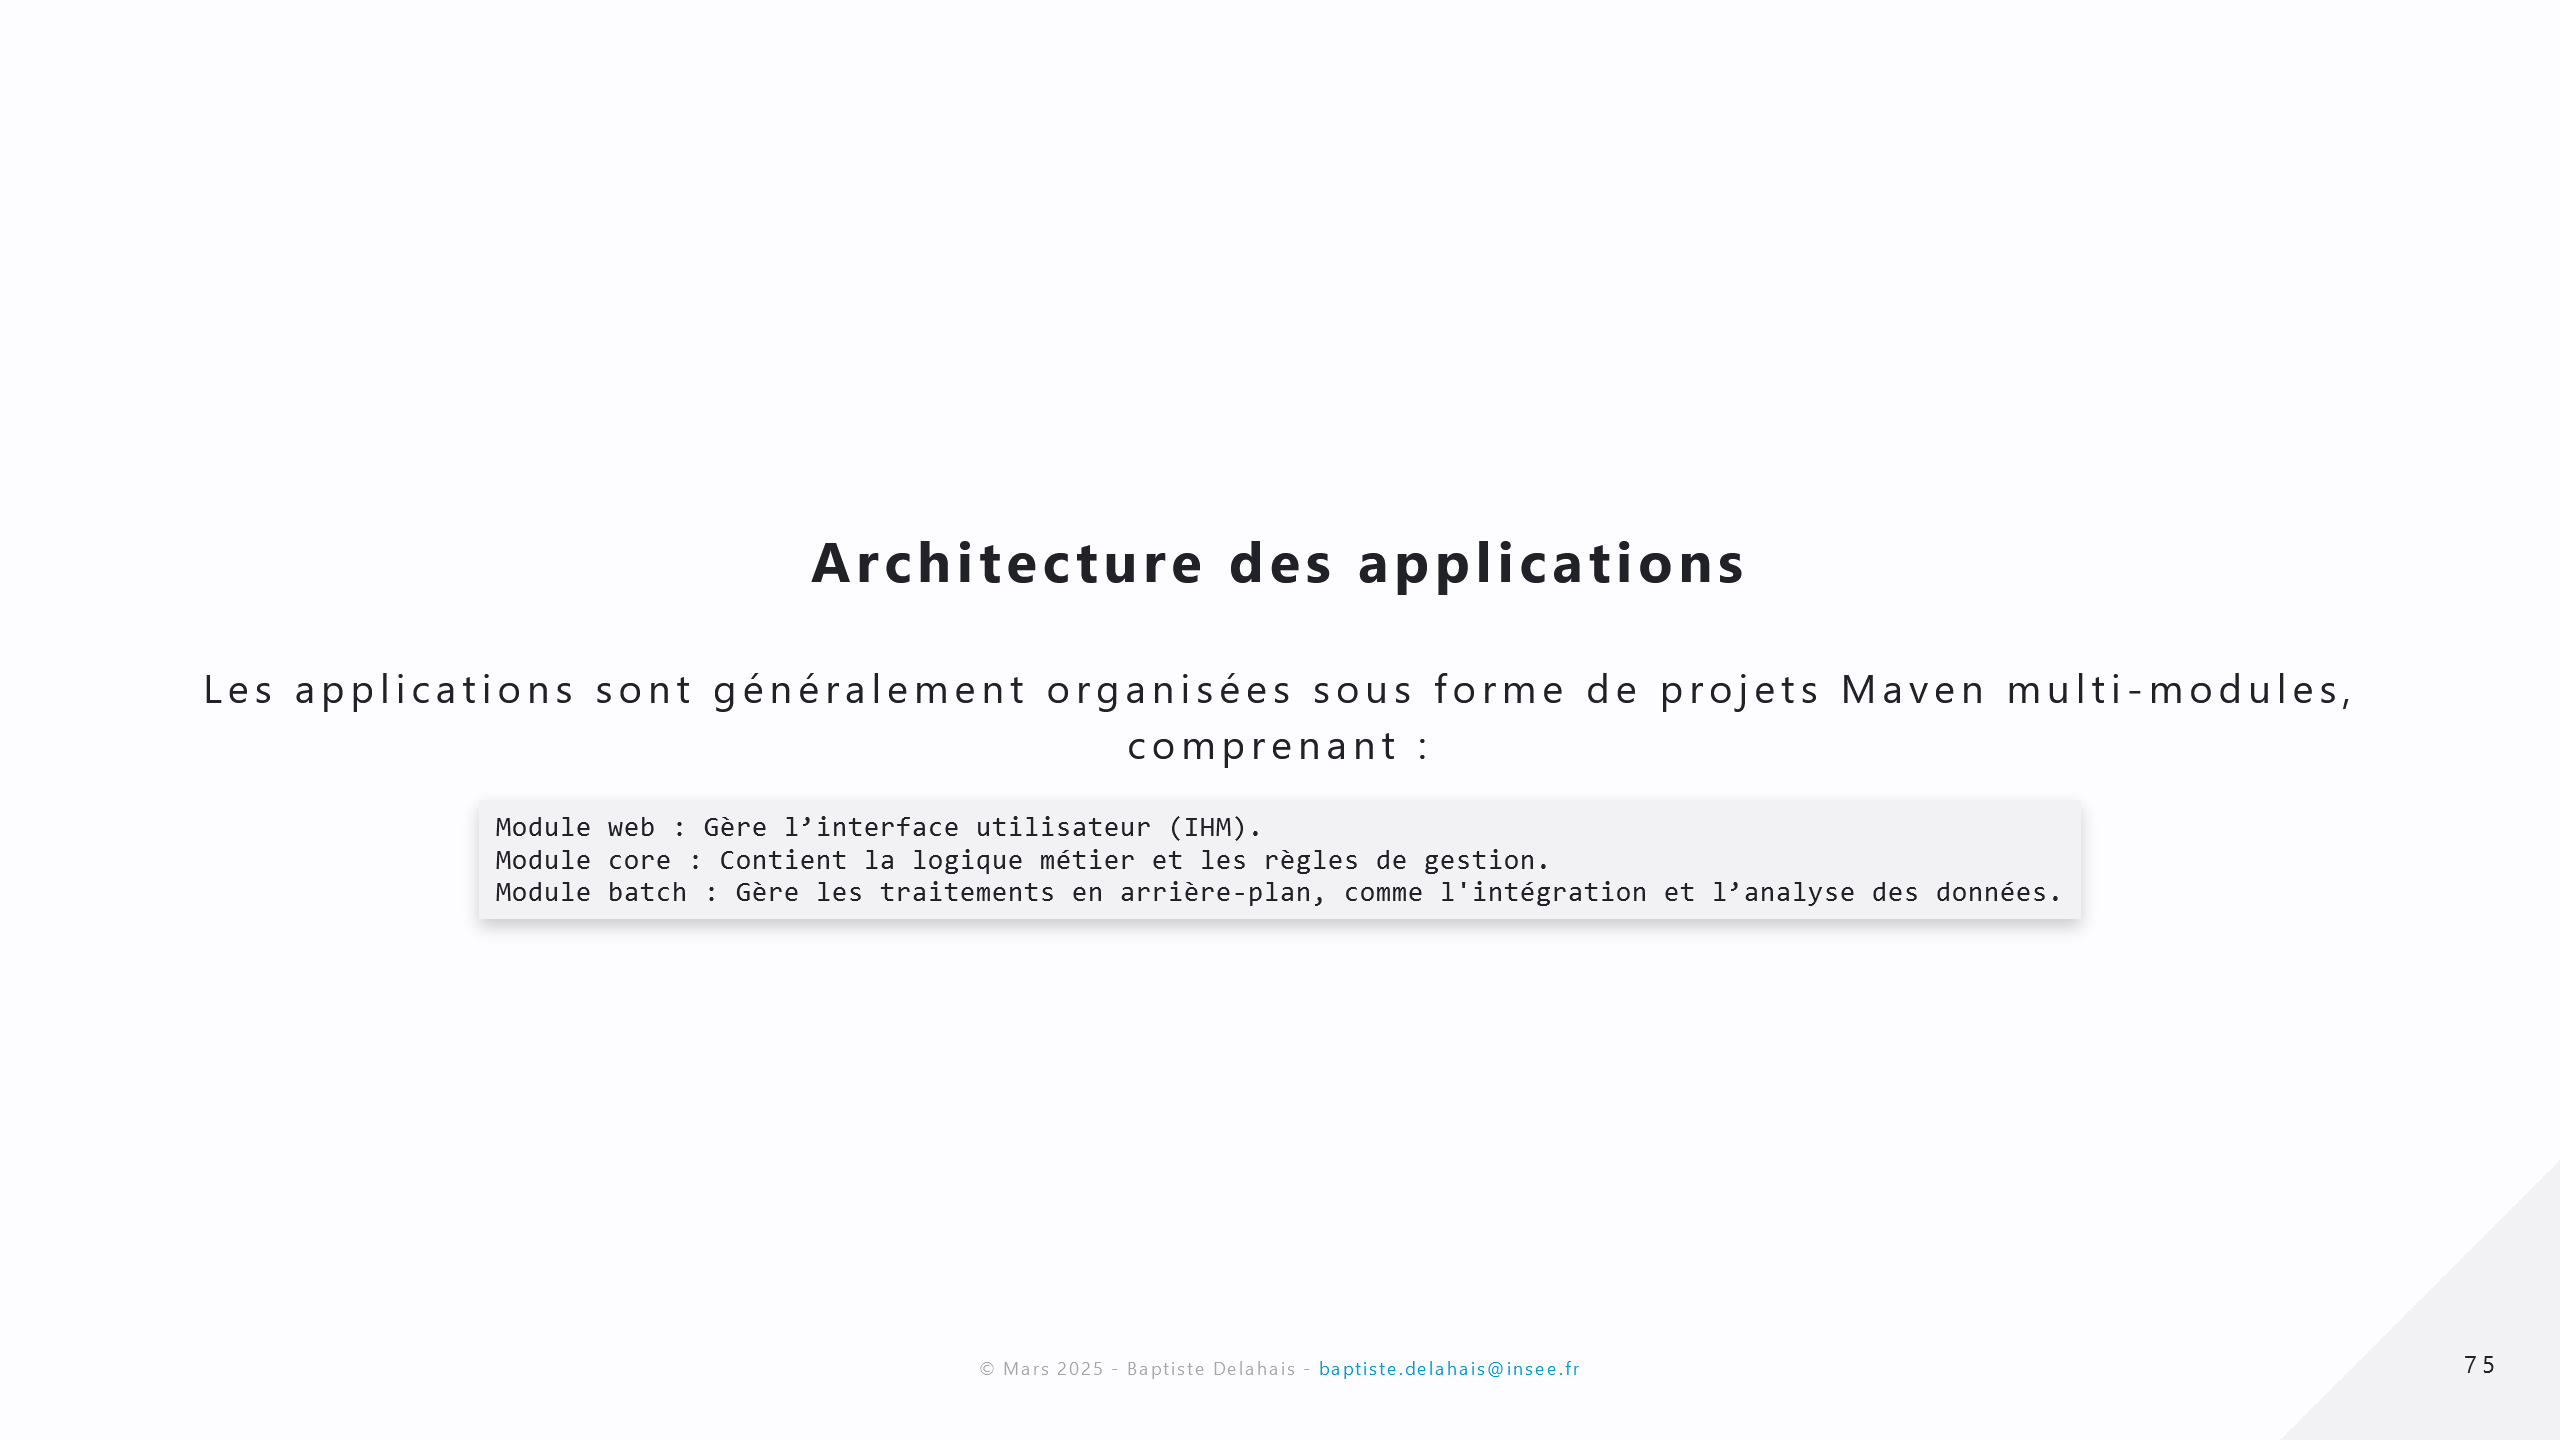 Architecture des applications
Les applications sont généralement organisées sous forme de projets Maven multi-modules,
comprenant :
Module web : Gère l’interface utilisateur (IHM).
Module core : Contient la logique métier et les règles de gestion.
Module batch : Gère les traitements en arrière-plan, comme l'intégration et l’analyse des données.
© Mars 2025 - Baptiste Delahais - baptiste.delahais@insee.fr
75